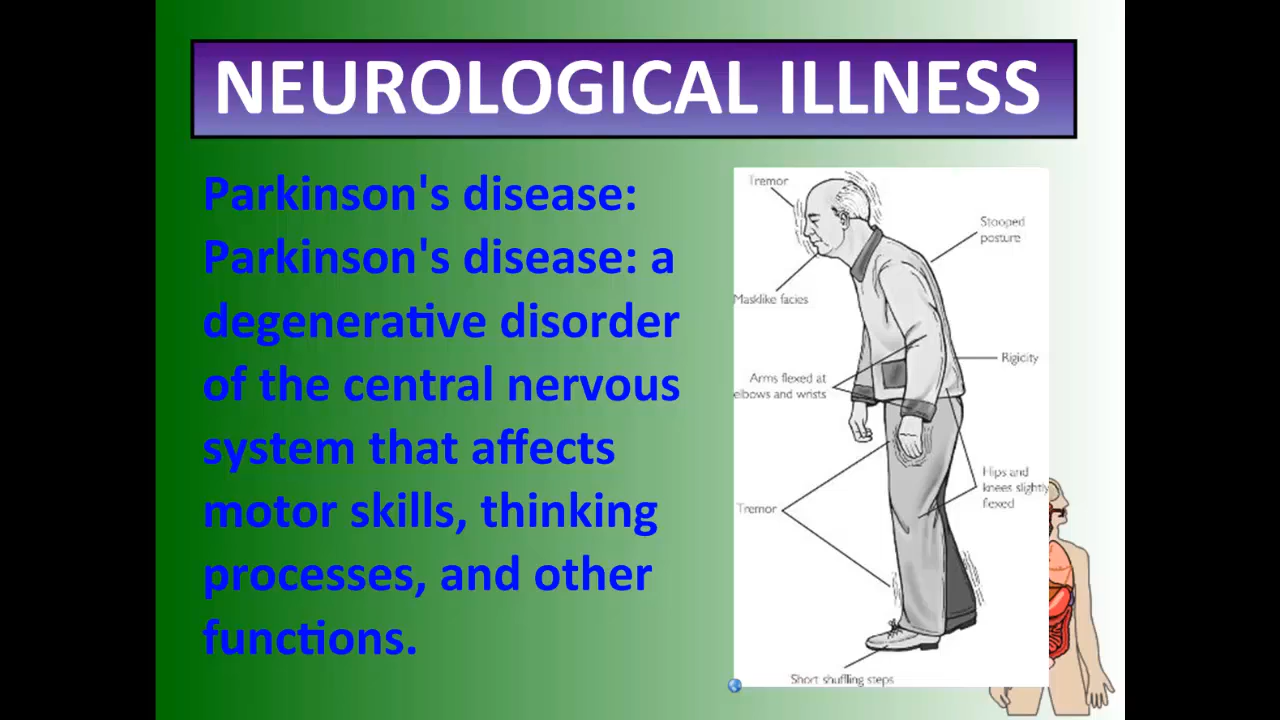 NEUROLOGICAL ILLNESS
Parkinson's disease:
Parkinson's disease: a
degenerative disorder
of the central nervous
system that affects
motor skills, thinking
processes, and other
functions.
Tremor
Stooped
posture
Masklike facies
Rigicity
Arms flexed at
elbows and wrists
Hips and
knees slightly
flexed
Tremor
Short shuffling steps